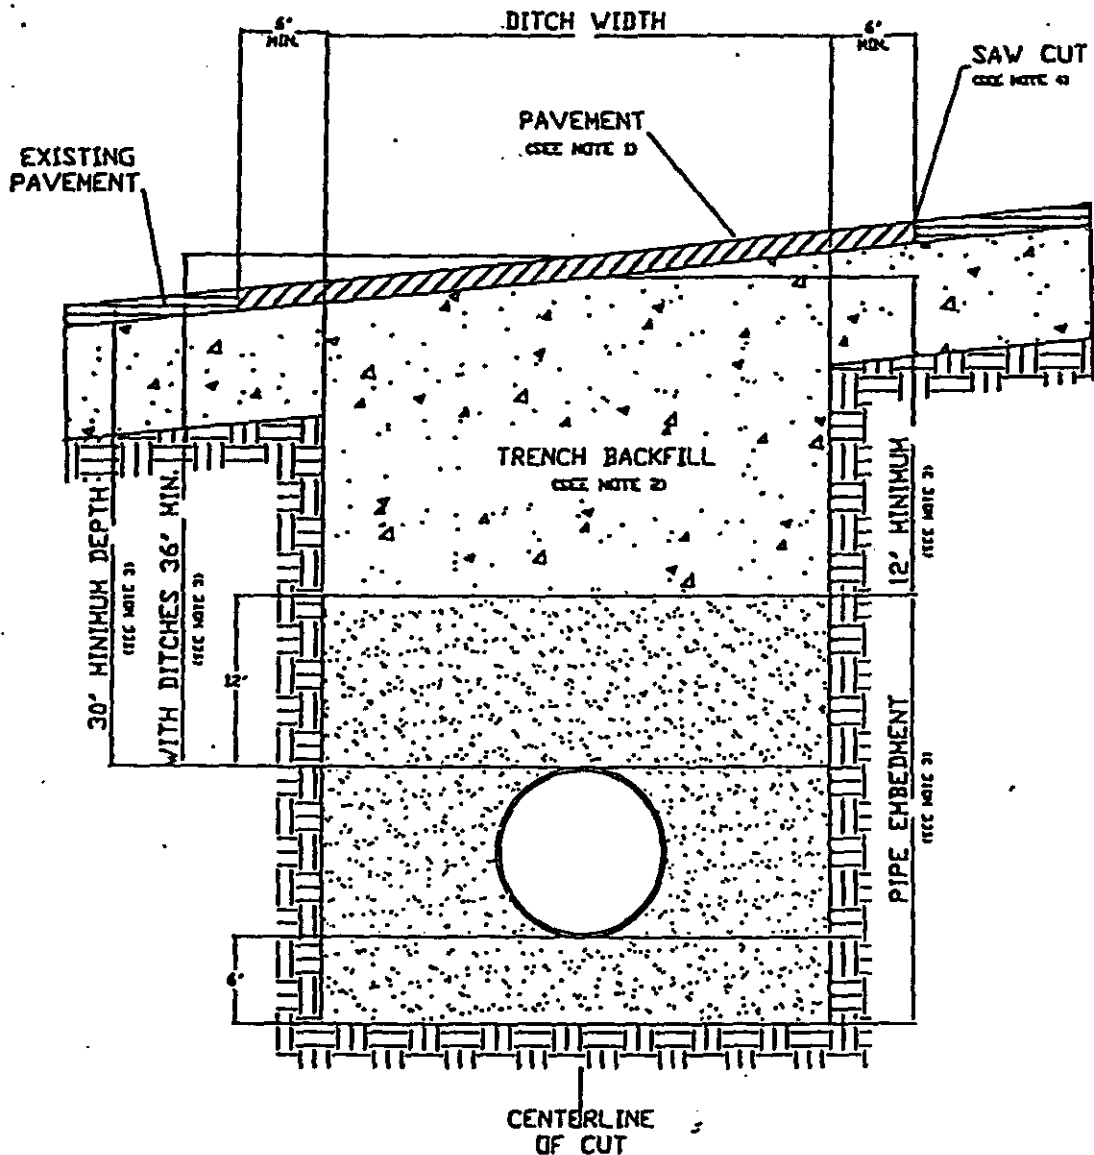 6" MIN.
DITCH WIDTH
6" MIN.
SAW CUT
(SEE NOTE 4)
PAVEMENT
(SEE NOTE 1)
EXISTING
PAVEMENT
TRENCH BACKFILL
(SEE NOTE 2)
30" MINIMUM DEPTH
(SEE NOTE 3)
WITH DITCHES 36" MIN.
(SEE NOTE 3)
12" MINIMUM
(SEE NOTE 3)
12"
PIPE EMBEDMENT
(SEE NOTE 3)
6"
CENTERLINE
OF CUT